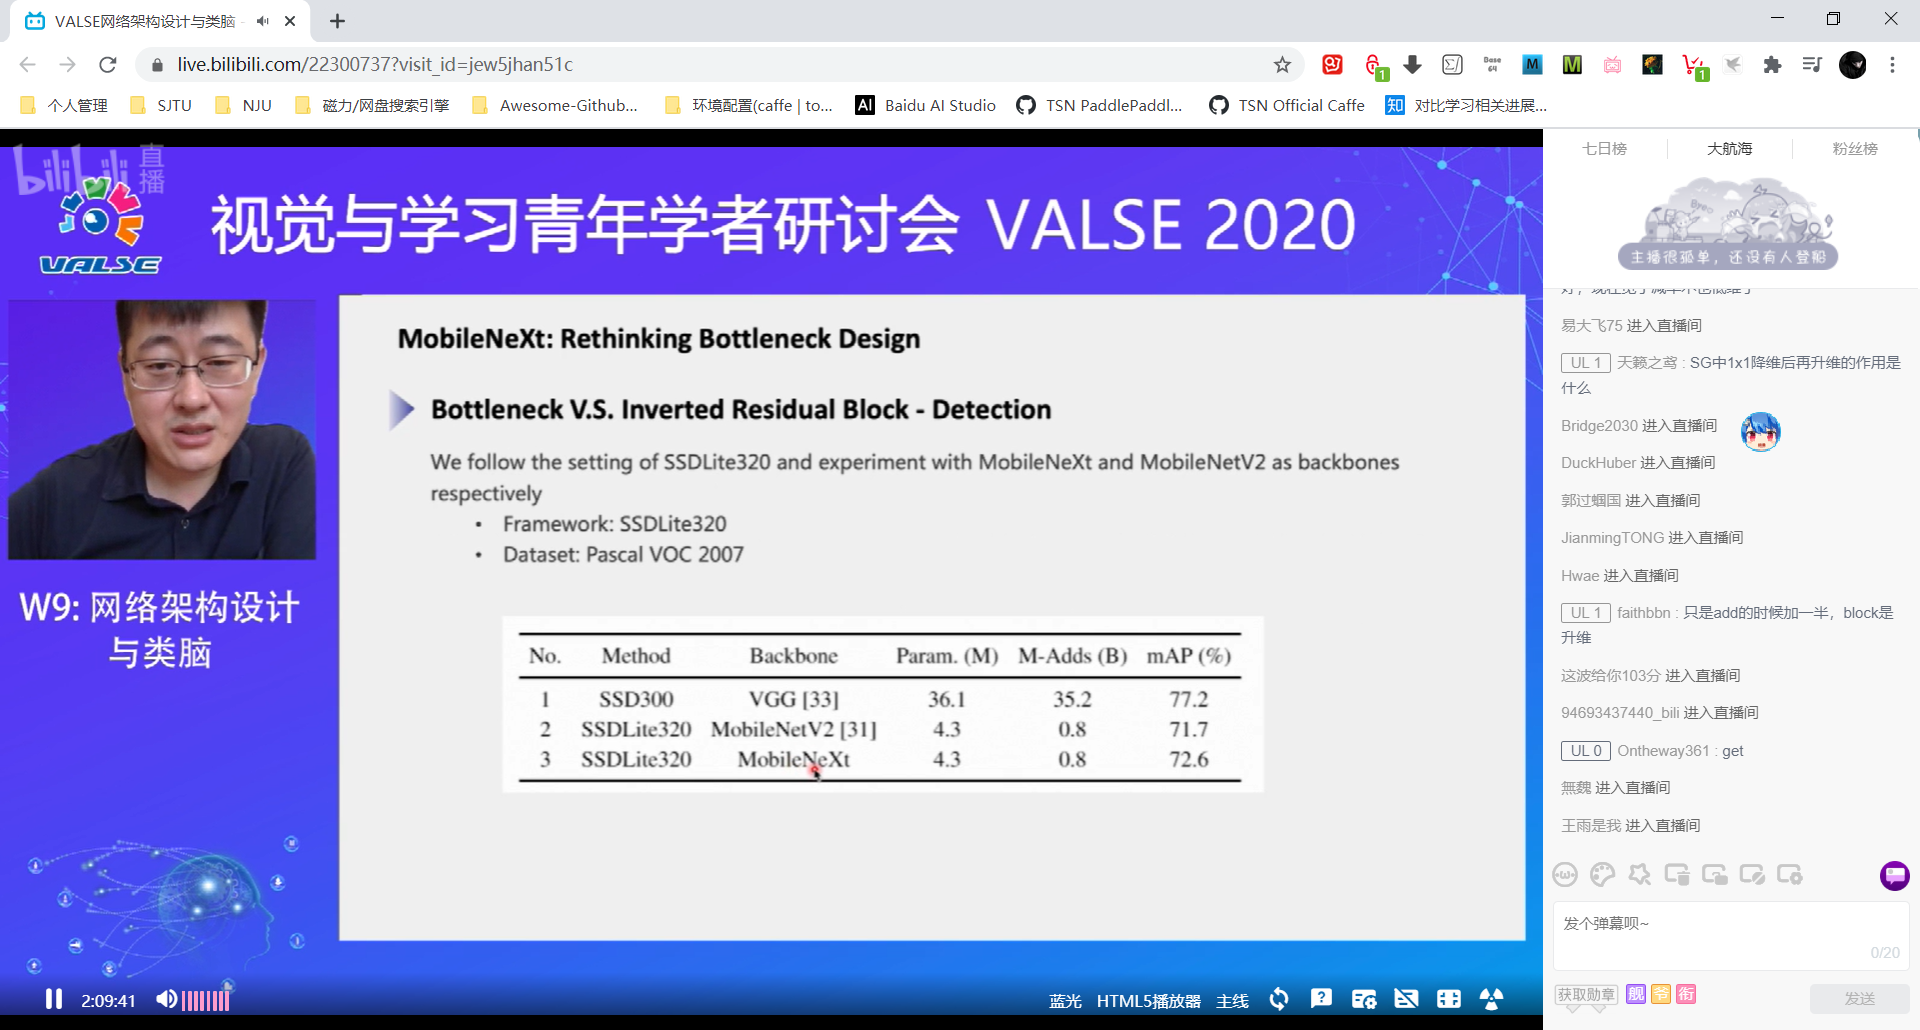 VALSE网络架构设计与类脑
live.bilibili.com/22300737?visit_id=jew5jhan51c
个人管理
SJTU
NJU
磁力/网盘搜索引擎
Awesome-Github...
环境配置(caffe | to...
AI Baidu AI Studio
TSN PaddlePaddl...
TSN Official Caffe
知 对比学习相关进展...
bilibili 直播
VALSE
视觉与学习青年学者研讨会 VALSE 2020
MobileNeXt: Rethinking Bottleneck Design
Bottleneck V.S. Inverted Residual Block - Detection
We follow the setting of SSDLite320 and experiment with MobileNeXt and MobileNetV2 as backbones
respectively
• Framework: SSDLite320
• Dataset: Pascal VOC 2007
No. Method Backbone Param. (M) M-Adds (B) mAP (%)
1 SSD300 VGG [33] 36.1 35.2 77.2
2 SSDLite320 MobileNetV2 [31] 4.3 0.8 71.7
3 SSDLite320 MobileNeXt 4.3 0.8 72.6
W9: 网络架构设计
与类脑
2:09:41
蓝光 HTML5播放器 主线
七日榜 大航海 粉丝榜
主播很孤单，还没有人登船
易大飞75 进入直播间
UL 1 天籁之鸢 : SG中1x1降维后再升维的作用是
什么
Bridge2030 进入直播间
DuckHuber 进入直播间
郭过蝈国 进入直播间
JianmingTONG 进入直播间
Hwae 进入直播间
UL 1 faithbbn : 只是add的时候加一半，block是
升维
这波给你103分 进入直播间
94693437440_bili 进入直播间
UL 0 Ontheway361 : get
無魏 进入直播间
王雨是我 进入直播间
发个弹幕呗~
0/20
获取勋章 舰 爷 衔
发送